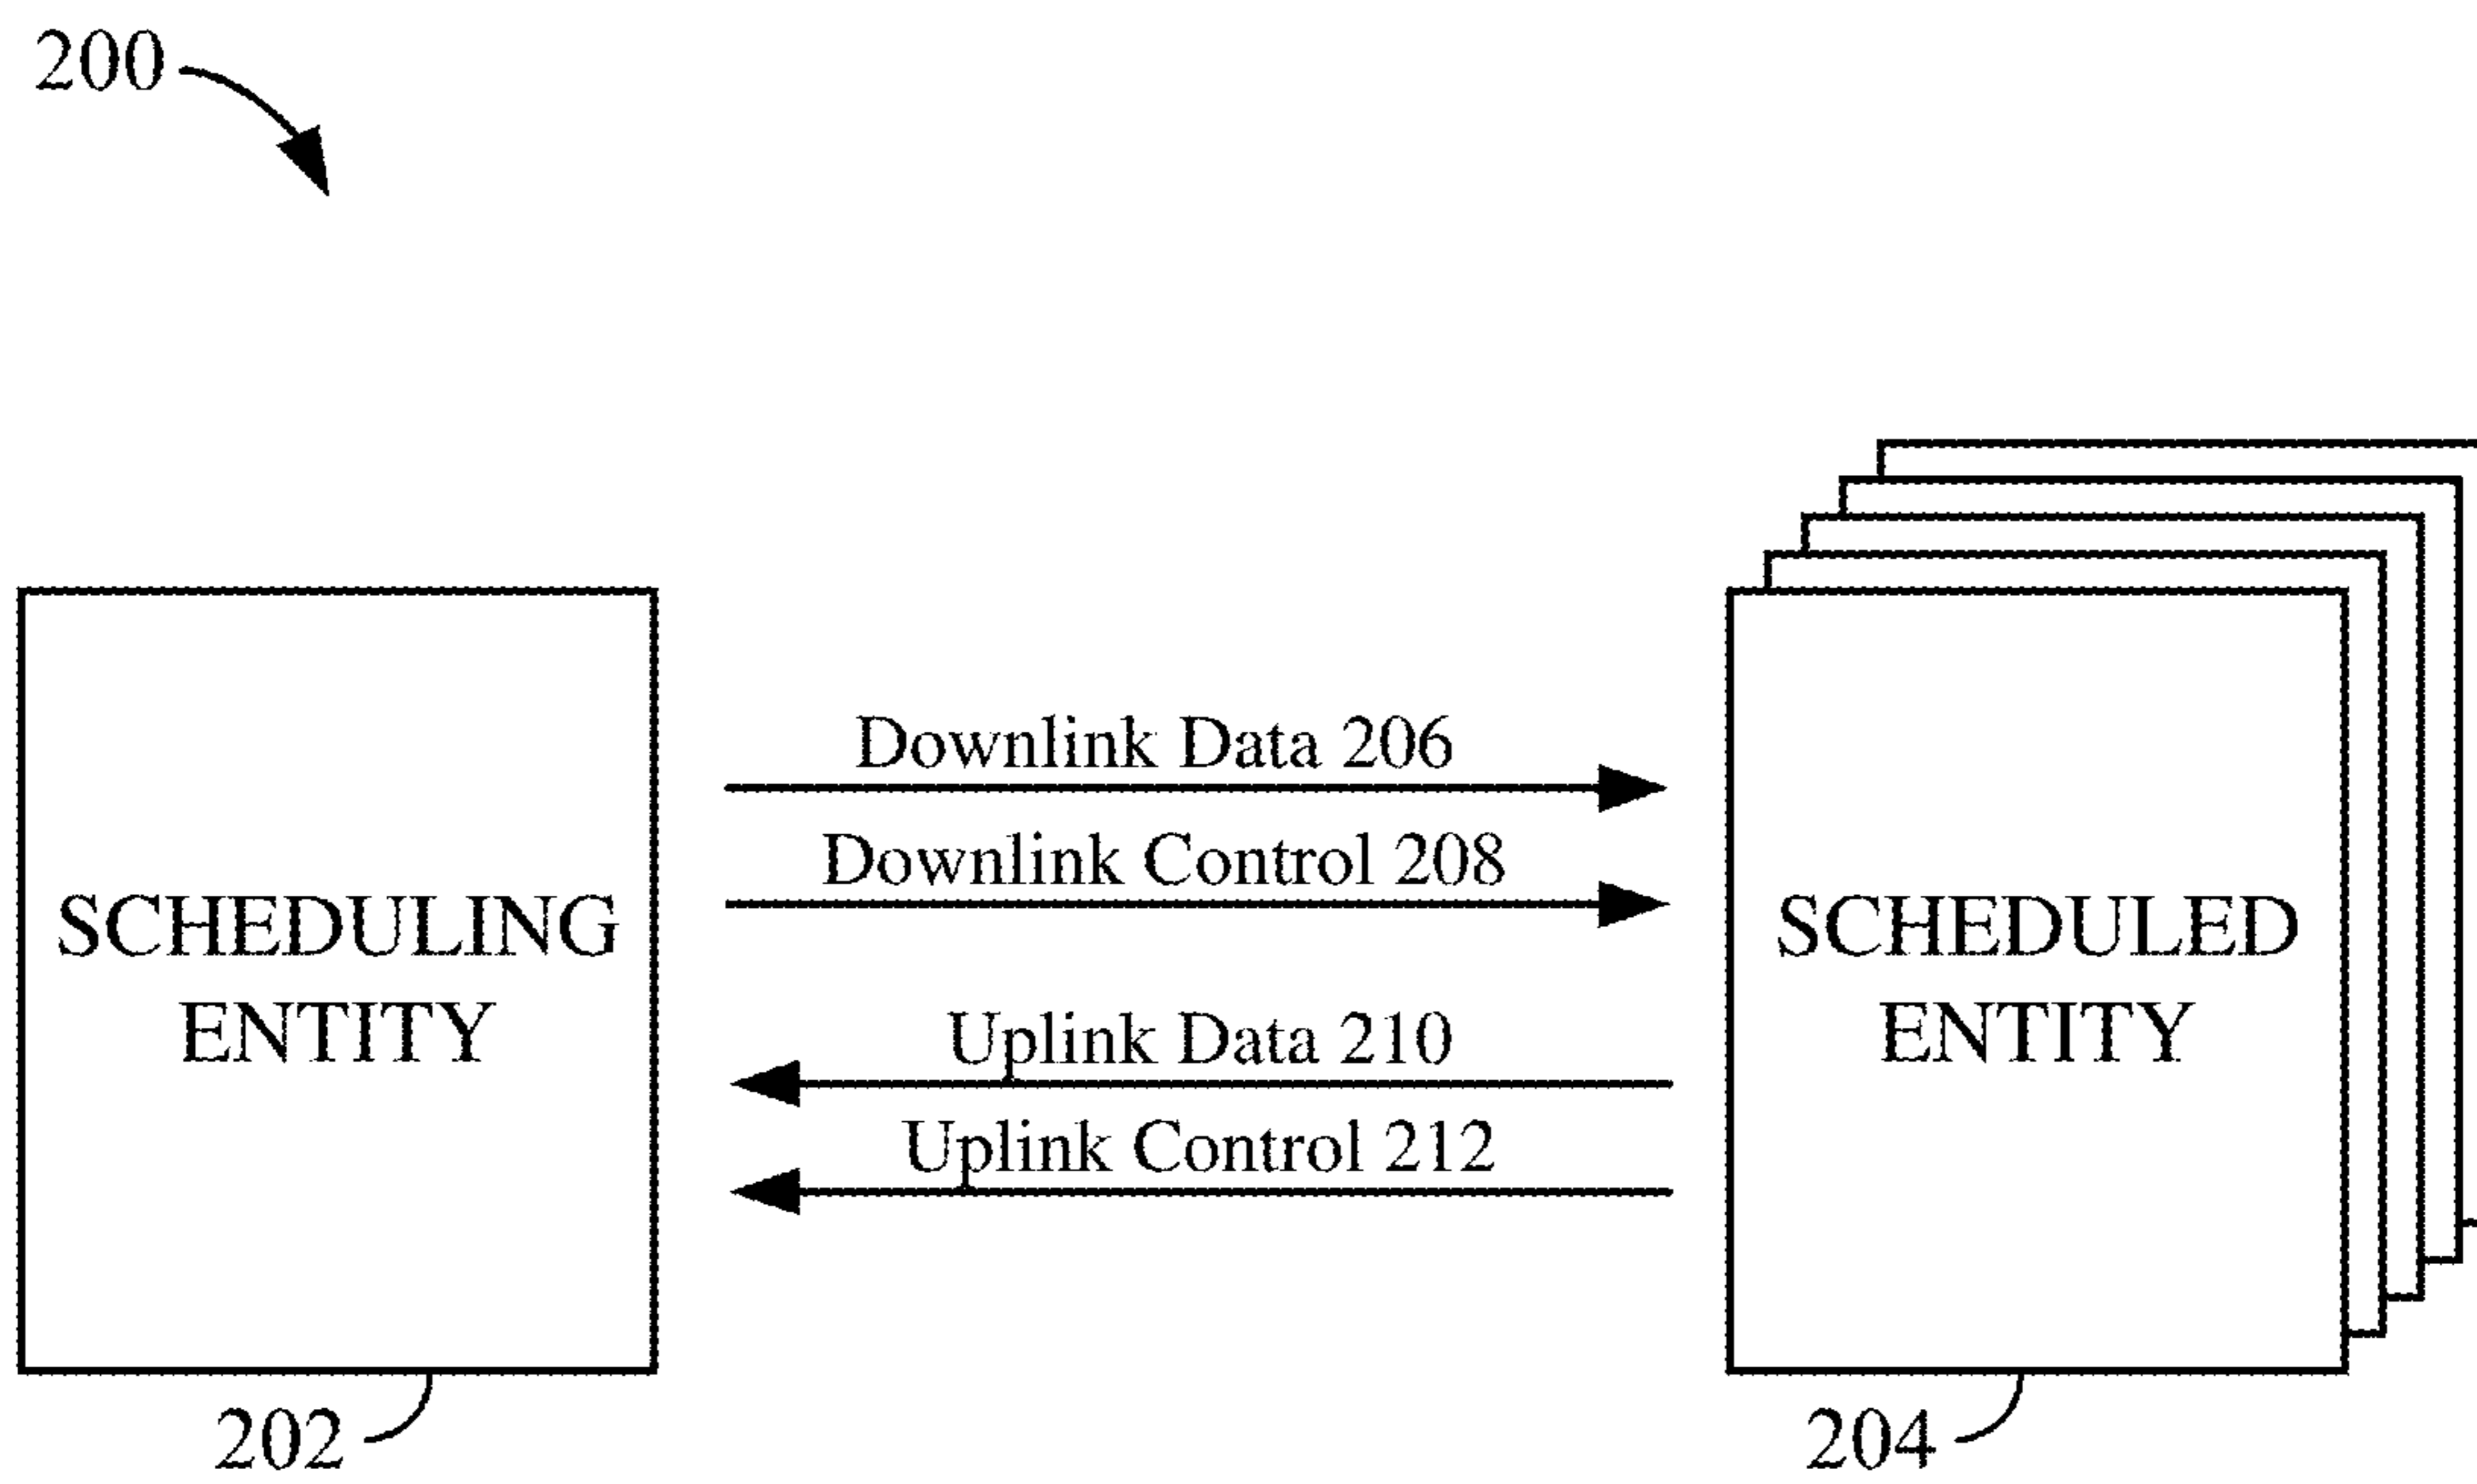 200
SCHEDULING
ENTITY
Downlink Data 206
Downlink Control 208
Uplink Data 210
Uplink Control 212
SCHEDULED
ENTITY
202
204